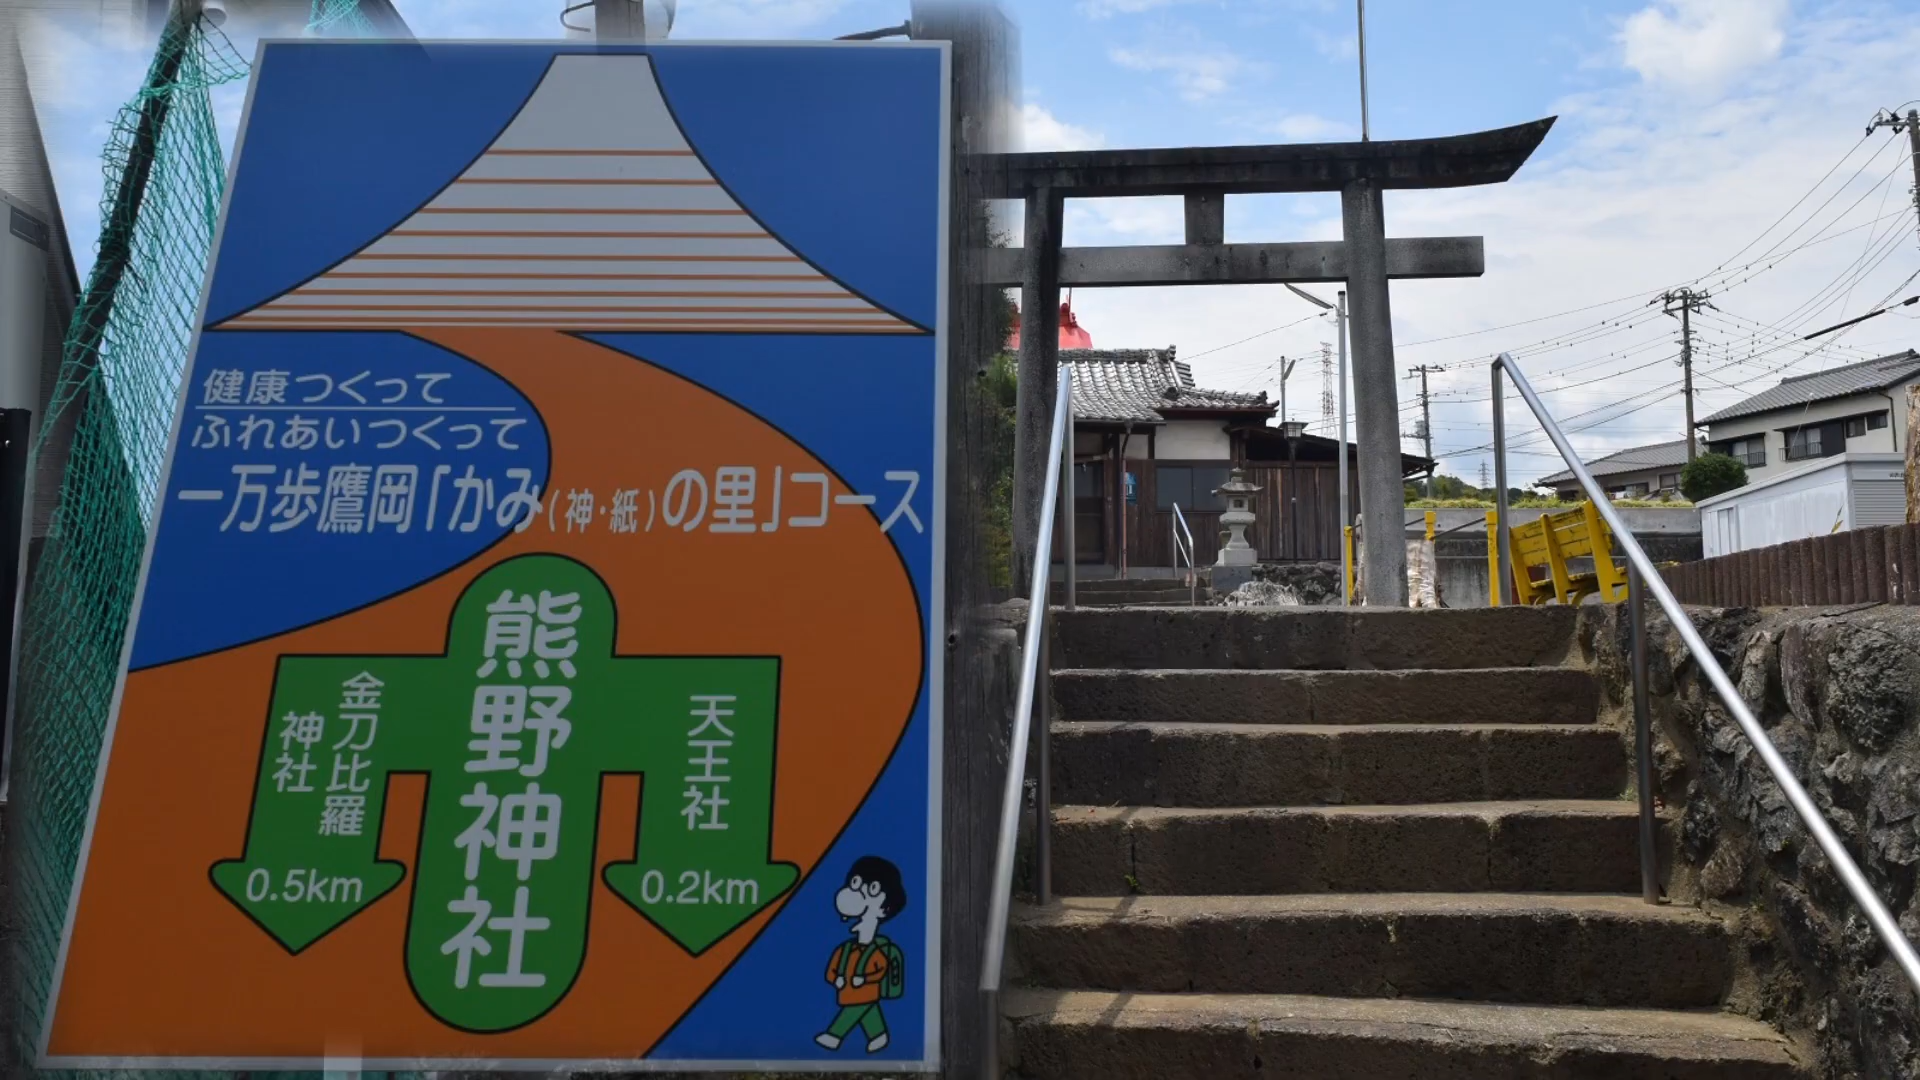 健康つくって
ふれあいつくって
一万歩鷹岡「かみ(神・紙)の里」コース
熊野神社
金刀比羅
神社
0.5km
天王社
0.2km